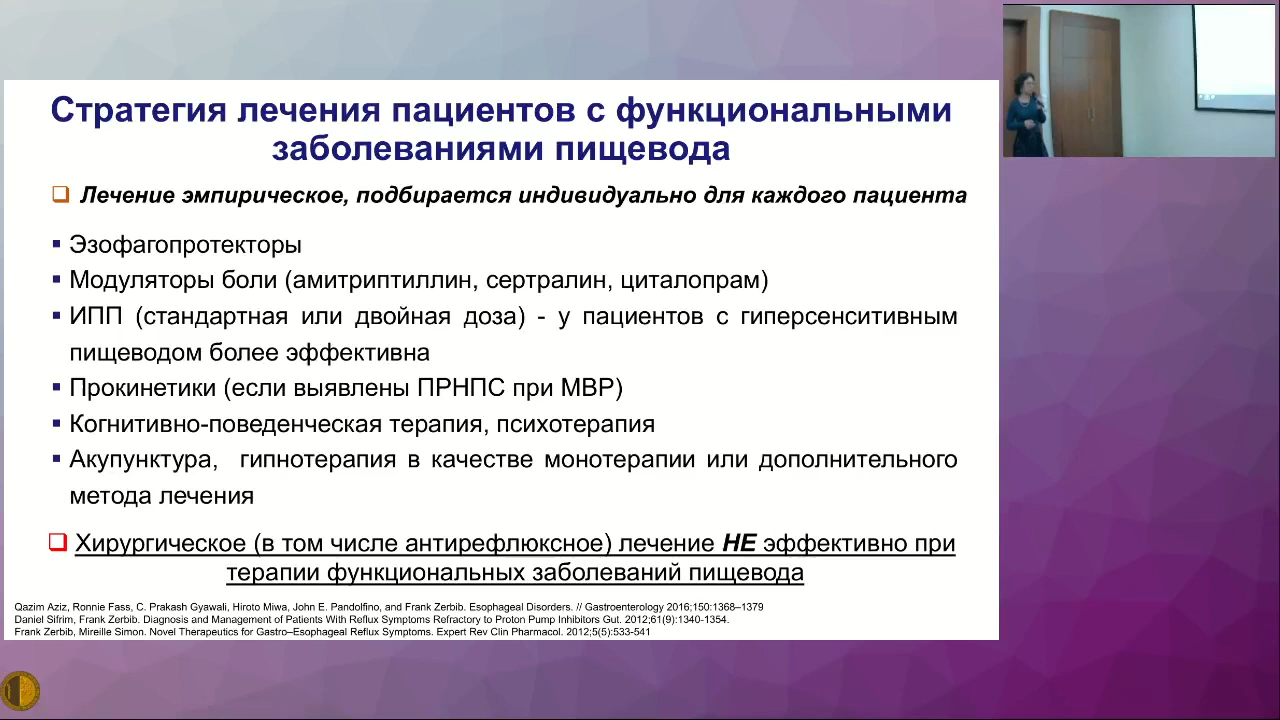 Стратегия лечения пациентов с функциональными
заболеваниями пищевода
Лечение эмпирическое, подбирается индивидуально для каждого пациента
Эзофагопротекторы
Модуляторы боли (амитриптиллин, сертралин, циталопрам)
ИПП (стандартная или двойная доза) - у пациентов с гиперсенситивным
пищеводом более эффективна
Прокинетики (если выявлены ПРНПС при МВР)
Когнитивно-поведенческая терапия, психотерапия
Акупунктура, гипнотерапия в качестве монотерапии или дополнительного
метода лечения
Хирургическое (в том числе антирефлюксное) лечение НЕ эффективно при
терапии функциональных заболеваний пищевода
Qazim Aziz, Ronnie Fass, C. Prakash Gyawali, Hiroto Miwa, John E. Pandolfino, and Frank Zerbib. Esophageal Disorders. // Gastroenterology 2016;150:1368–1379
Daniel Sifrim, Frank Zerbib. Diagnosis and Management of Patients With Reflux Symptoms Refractory to Proton Pump Inhibitors Gut. 2012;61(9):1340-1354.
Frank Zerbib, Mireille Simon. Novel Therapeutics for Gastro–Esophageal Reflux Symptoms. Expert Rev Clin Pharmacol. 2012;5(5):533-541